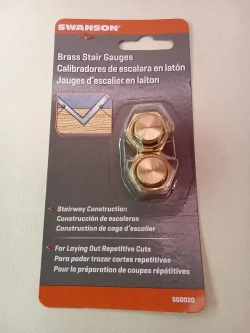 SWANSON®
Brass Stair Gauges
Calibradores de escalara en latón
Jauges d'escalier en laiton
Stairway Construction
Construcción de escaleras
Construction de cage d'escalier
For Laying Out Repetitive Cuts
Para poder trazar cortes repetitivos
Pour la préparation de coupes répétitives
SG0020